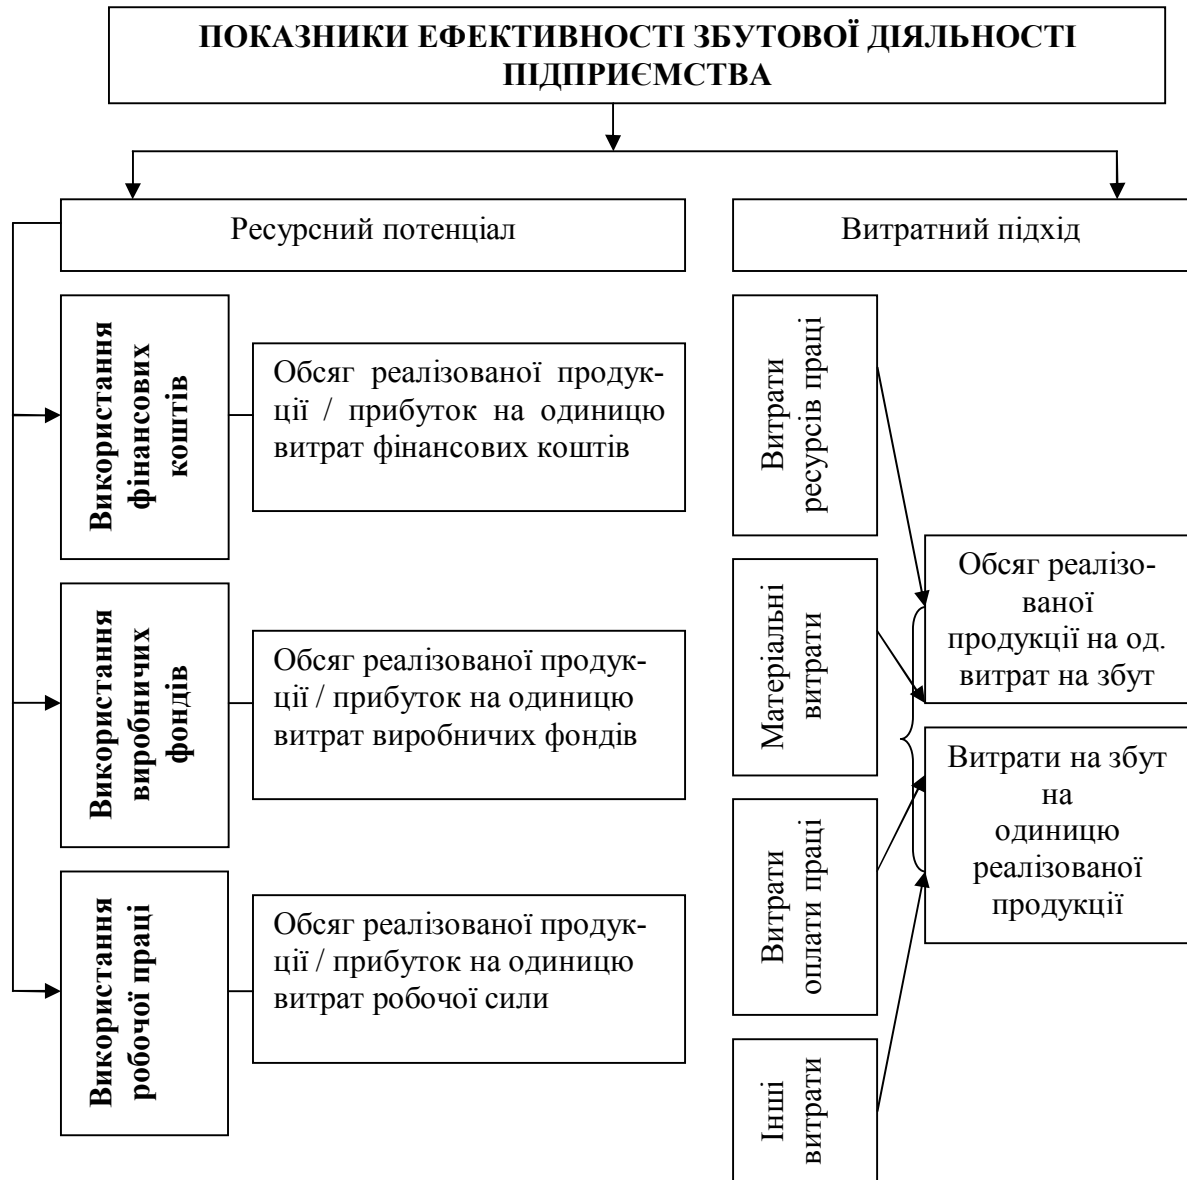 ПОКАЗНИКИ ЕФЕКТИВНОСТІ ЗБУТОВОЇ ДІЯЛЬНОСТІ
ПІДПРИЄМСТВА
Ресурсний потенціал
Витратний підхід
Використання
фінансових
коштів
Обсяг реалізованої продук-
ції / прибуток на одиницю
витрат фінансових коштів
Використання
виробничих
фондів
Обсяг реалізованої продук-
ції / прибуток на одиницю
витрат виробничих фондів
Використання
робочої праці
Обсяг реалізованої продук-
ції / прибуток на одиницю
витрат робочої сили
Витрати
ресурсів праці
Матеріальні
витрати
Витрати
оплати праці
Інші
витрати
Обсяг реалізо-
ваної
продукції на од.
витрат на збут
Витрати на збут
на
одиницю
реалізованої
продукції